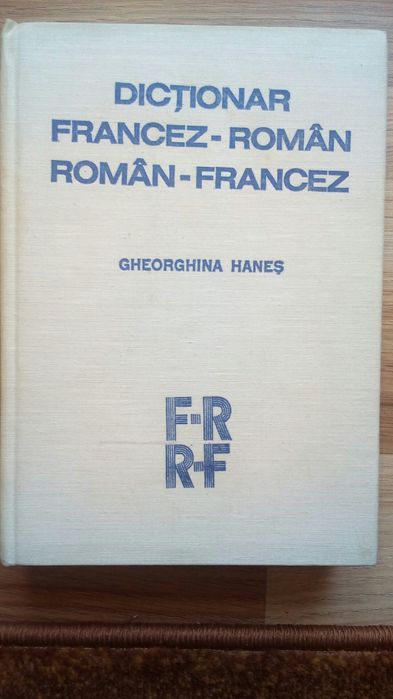 DICȚIONAR
FRANCEZ-ROMÂN
ROMÂN-FRANCEZ
GHEORGHINA HANEȘ
F-R
R-F